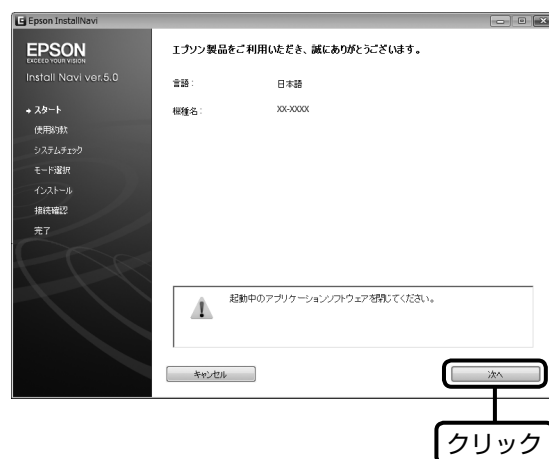 Epson InstallNavi
EPSON
EXCEED YOUR VISION
Install Navi ver.5.0
スタート
使用約款
システムチェック
モード選択
インストール
接続確認
完了
エプソン製品をご利用いただき、誠にありがとうございます。
言語:
日本語
機種名:
XX-XXXX
起動中のアプリケーションソフトウェアを閉じてください。
キャンセル
次へ
クリック